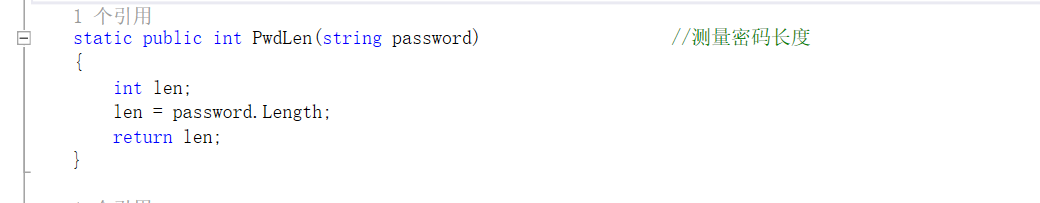 1 个引用
static public int PwdLen(string password) //测量密码长度
{
int len;
len = password.Length;
return len;
}